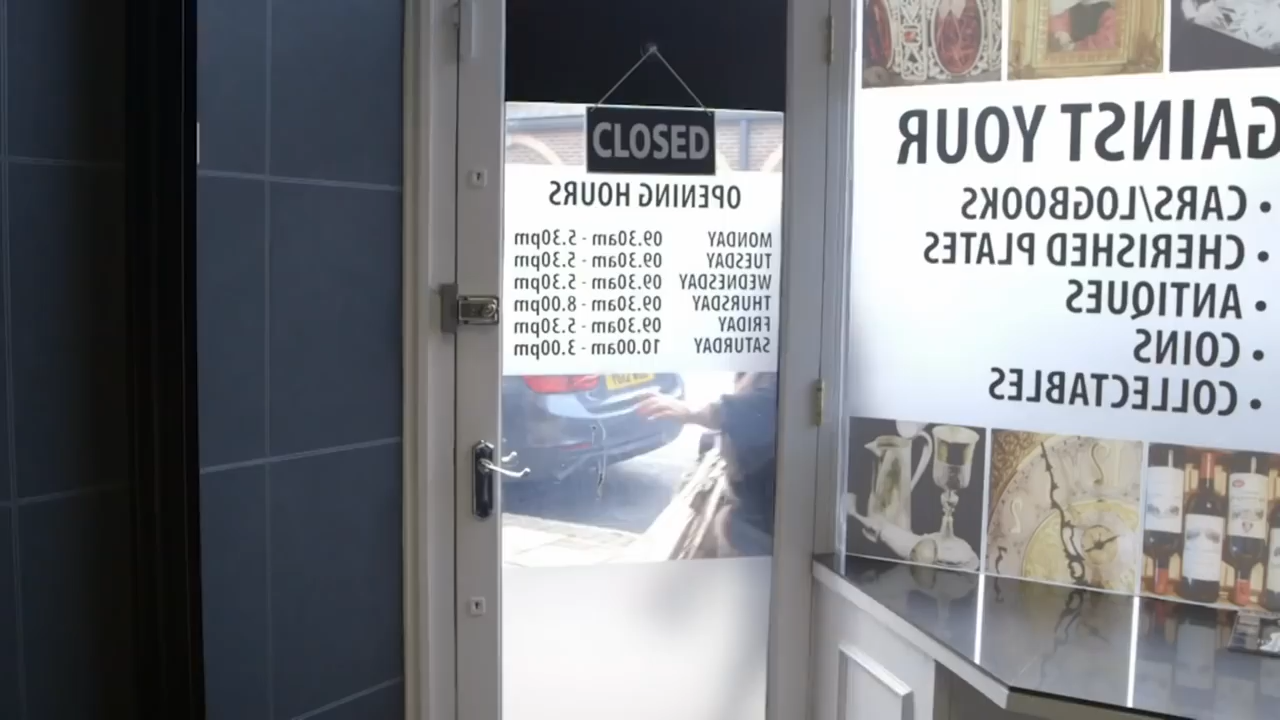 CLOSED
OPENING HOURS
MONDAY 09.30am - 5.30pm
TUESDAY 09.30am - 5.30pm
WEDNESDAY 09.30am - 5.30pm
THURSDAY 09.30am - 8.00pm
FRIDAY 09.30am - 5.30pm
SATURDAY 10.00am - 3.00pm
GAINST YOUR
• CARS/LOGBOOKS
• CHERISHED PLATES
• ANTIQUES
• COINS
• COLLECTABLES